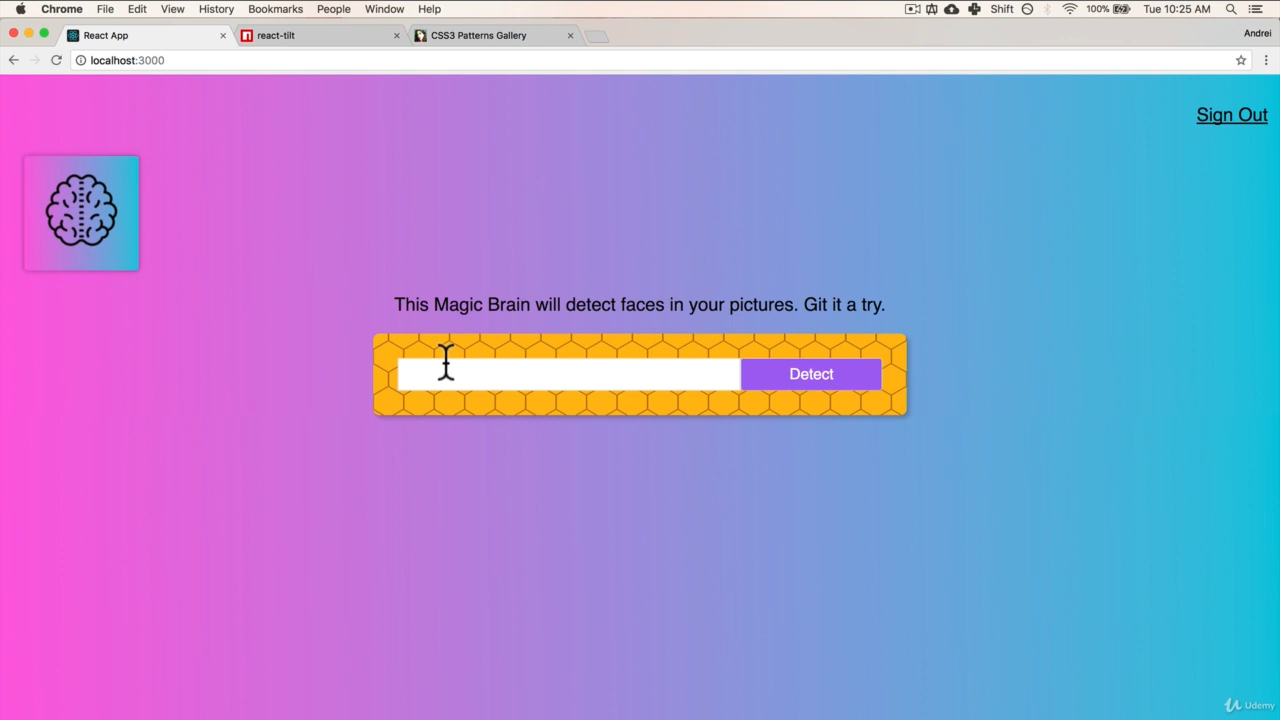 Chrome File Edit View History Bookmarks People Window Help Shift 100% Tue 10:25 AM
React App react-tilt CSS3 Patterns Gallery Andrei
localhost:3000
Sign Out
This Magic Brain will detect faces in your pictures. Git it a try.
Detect
Udemy